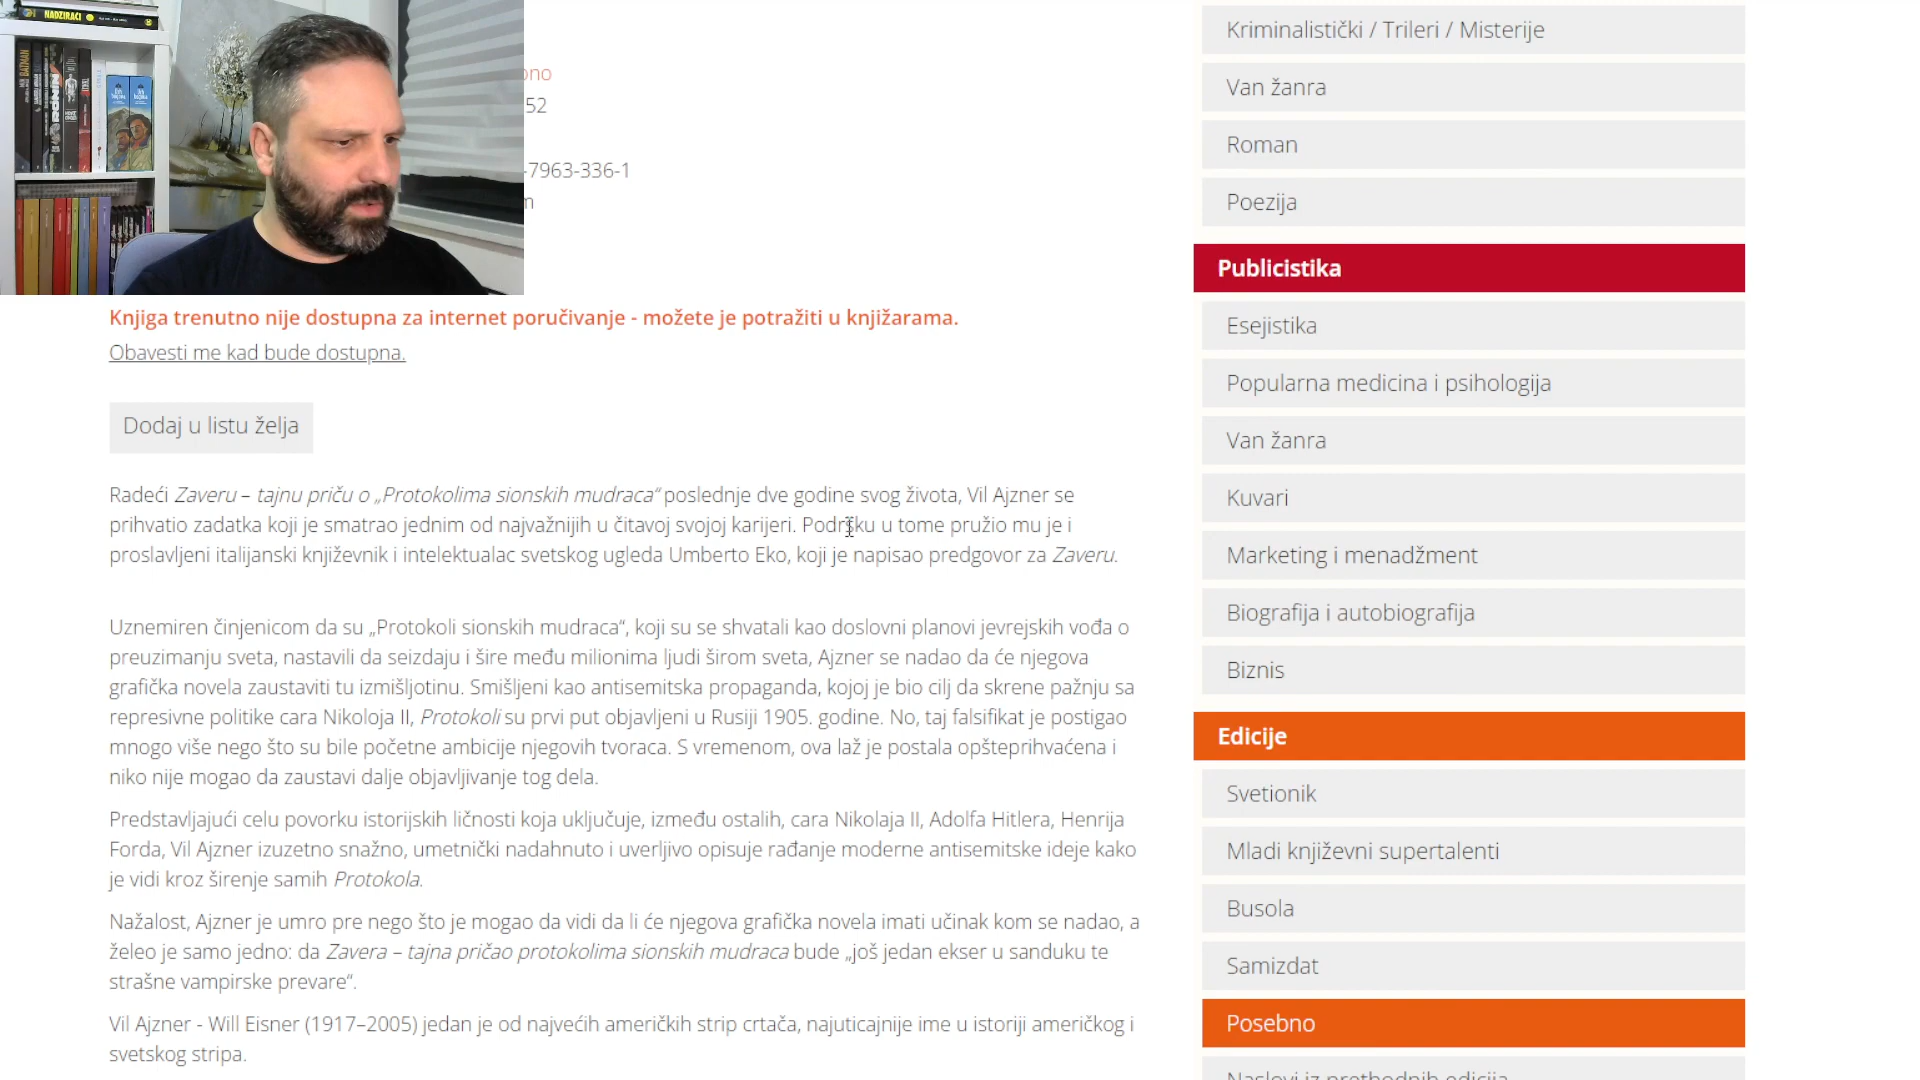 NADZIRAČI
BATMAN
ono
52
-7963-336-1
m
Knjiga trenutno nije dostupna za internet poručivanje - možete je potražiti u knjižarama.
Obavesti me kad bude dostupna.
Dodaj u listu želja
Radeći Zaveru – tajnu priču o „Protokolima sionskih mudraca“ poslednje dve godine svog života, Vil Ajzner se
prihvatio zadatka koji je smatrao jednim od najvažnijih u čitavoj svojoj karijeri. Podršku u tome pružio mu je i
proslavljeni italijanski književnik i intelektualac svetskog ugleda Umberto Eko, koji je napisao predgovor za Zaveru.
Uznemiren činjenicom da su „Protokoli sionskih mudraca“, koji su se shvatali kao doslovni planovi jevrejskih vođa o
preuzimanju sveta, nastavili da seizdaju i šire među milionima ljudi širom sveta, Ajzner se nadao da će njegova
grafička novela zaustaviti tu izmišljotinu. Smišljeni kao antisemitska propaganda, kojoj je bio cilj da skrene pažnju sa
represivne politike cara Nikoloja II, Protokoli su prvi put objavljeni u Rusiji 1905. godine. No, taj falsifikat je postigao
mnogo više nego što su bile početne ambicije njegovih tvoraca. S vremenom, ova laž je postala opšteprihvaćena i
niko nije mogao da zaustavi dalje objavljivanje tog dela.
Predstavljajući celu povorku istorijskih ličnosti koja uključuje, između ostalih, cara Nikolaja II, Adolfa Hitlera, Henrija
Forda, Vil Ajzner izuzetno snažno, umetnički nadahnuto i uverljivo opisuje rađanje moderne antisemitske ideje kako
je vidi kroz širenje samih Protokola.
Nažalost, Ajzner je umro pre nego što je mogao da vidi da li će njegova grafička novela imati učinak kom se nadao, a
želeo je samo jedno: da Zavera – tajna pričao protokolima sionskih mudraca bude „još jedan ekser u sanduku te
strašne vampirske prevare“.
Vil Ajzner - Will Eisner (1917–2005) jedan je od najvećih američkih strip crtača, najuticajnije ime u istoriji američkog i
svetskog stripa.
Kriminalistički / Trileri / Misterije
Van žanra
Roman
Poezija
Publicistika
Esejistika
Popularna medicina i psihologija
Van žanra
Kuvari
Marketing i menadžment
Biografija i autobiografija
Biznis
Edicije
Svetionik
Mladi književni supertalenti
Busola
Samizdat
Posebno
Naslovi iz prethodnih edicija